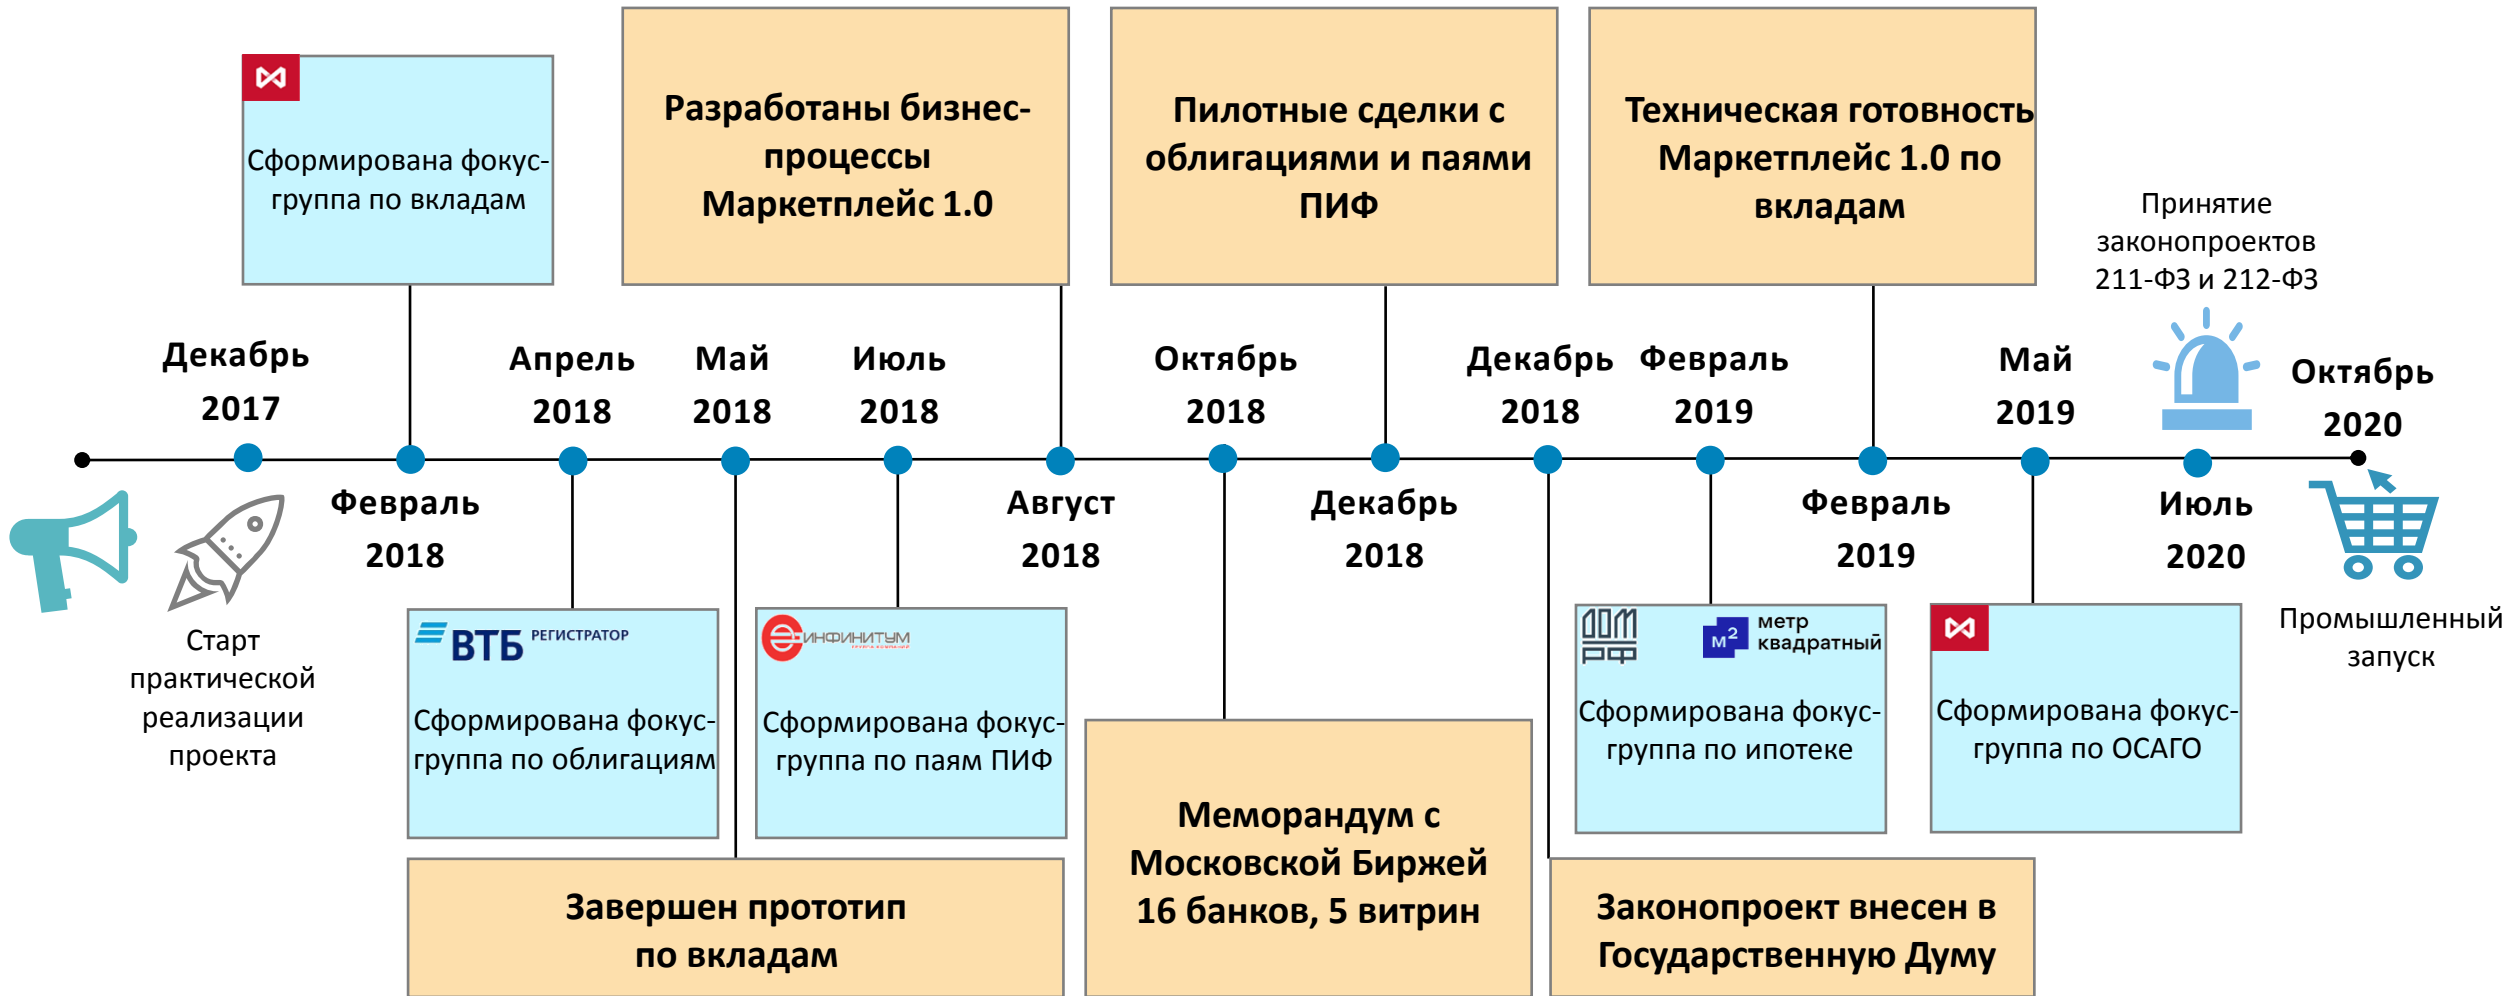 Сформирована фокус-
группа по вкладам
Разработаны бизнес-
процессы
Маркетплейс 1.0
Пилотные сделки с
облигациями и паями
ПИФ
Техническая готовность
Маркетплейс 1.0 по
вкладам
Принятие
законопроектов
211-ФЗ и 212-ФЗ
Декабрь
2017
Апрель
2018
Май
2018
Июль
2018
Октябрь
2018
Декабрь
2018
Февраль
2019
Май
2019
Октябрь
2020
Февраль
2018
Август
2018
Декабрь
2018
Февраль
2019
Июль
2020
Старт
практической
реализации
проекта
ВТБ РЕГИСТРАТОР
Сформирована фокус-
группа по облигациям
ИНФИНИТУМ
ГРУППА КОМПАНИЙ
Сформирована фокус-
группа по паям ПИФ
ДОМ
РФ
м²
метр
квадратный
Сформирована фокус-
группа по ипотеке
Сформирована фокус-
группа по ОСАГО
Промышленный
запуск
Завершен прототип
по вкладам
Меморандум с
Московской Биржей
16 банков, 5 витрин
Законопроект внесен в
Государственную Думу